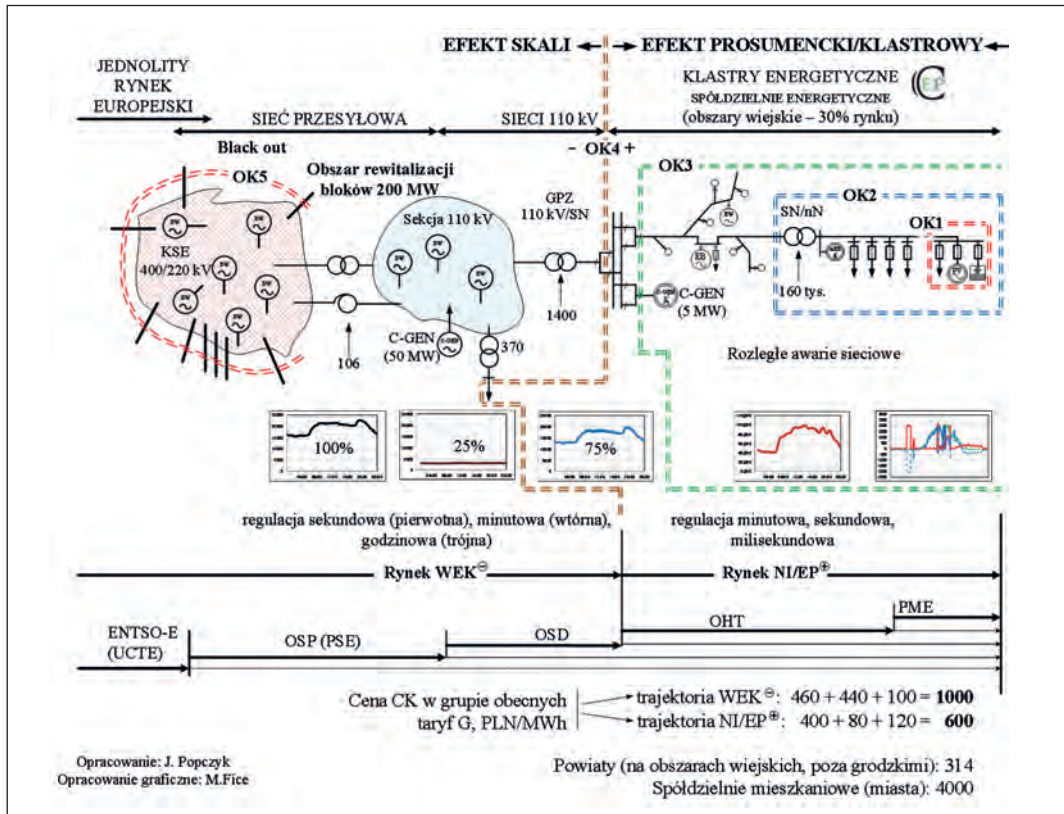 EFEKT SKALI
EFEKT PROSUMENCKI/KLASTROWY
JEDNOLITY
RYNEK
EUROPEJSKI
KLASTRY ENERGETYCZNE
SPÓŁDZIELNIE ENERGETYCZNE
(obszary wiejskie – 30% rynku)
C EP
SIEĆ PRZESYŁOWA
SIECI 110 kV
Black out
- OK4 +
OK5
Obszar rewitalizacji
bloków 200 MW
OK3
GPZ
110 kV/SN
SN/nN
OK2
OK1
Sekcja 110 kV
KSE
400/220 kV
160 tys.
C-GEN
(5 MW)
1400
106
C-GEN
(50 MW)
370
Rozległe awarie sieciowe
100%
25%
75%
regulacja sekundowa (pierwotna), minutowa (wtórna),
godzinowa (trójna)
regulacja minutowa, sekundowa,
milisekundowa
Rynek WEK⊖
Rynek NI/EP⊕
PME
OHT
ENTSO-E
(UCTE)
OSP (PSE)
OSD
Cena CK w grupie obecnych
taryf G, PLN/MWh
trajektoria WEK⊖: 460 + 440 + 100 = 1000
trajektoria NI/EP⊕: 400 + 80 + 120 = 600
Opracowanie: J. Popczyk
Opracowanie graficzne: M.Fice
Powiaty (na obszarach wiejskich, poza grodzkimi): 314
Spółdzielnie mieszkaniowe (miasta): 4000